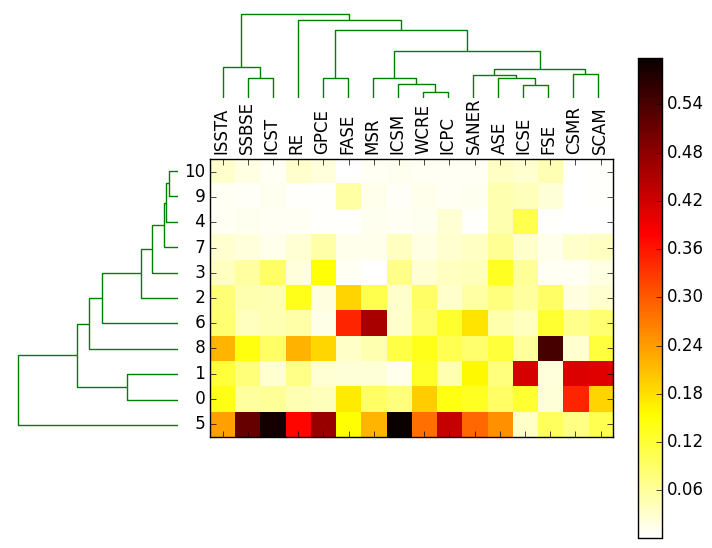 ISSTA
SSBSE
ICST
RE
GPCE
FASE
MSR
ICSM
WCRE
ICPC
SANER
ASE
ICSE
FSE
CSMR
SCAM
10
9
4
7
3
2
6
8
1
0
5
0.54
0.48
0.42
0.36
0.30
0.24
0.18
0.12
0.06